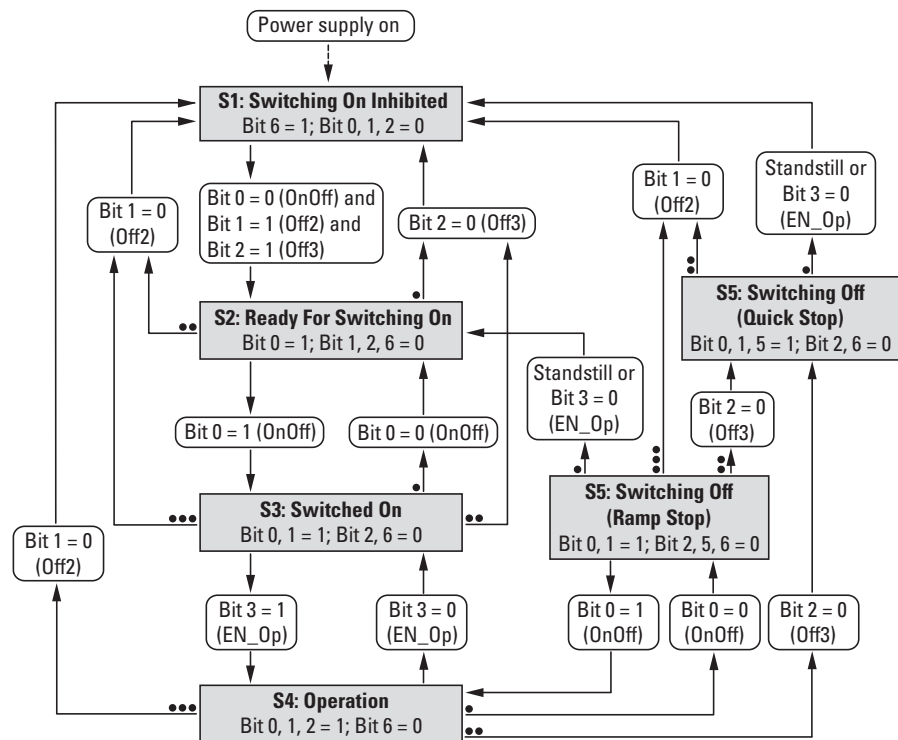 Power supply on
S1: Switching On Inhibited
Bit 6 = 1; Bit 0, 1, 2 = 0
Bit 0 = 0 (OnOff) and
Bit 1 = 1 (Off2) and
Bit 2 = 1 (Off3)
Bit 1 = 0
(Off2)
Bit 2 = 0 (Off3)
Bit 1 = 0
(Off2)
Standstill or
Bit 3 = 0
(EN_Op)
S2: Ready For Switching On
Bit 0 = 1; Bit 1, 2, 6 = 0
S5: Switching Off
(Quick Stop)
Bit 0, 1, 5 = 1; Bit 2, 6 = 0
Standstill or
Bit 3 = 0
(EN_Op)
Bit 2 = 0
(Off3)
Bit 0 = 1 (OnOff)
Bit 0 = 0 (OnOff)
S3: Switched On
Bit 0, 1 = 1; Bit 2, 6 = 0
S5: Switching Off
(Ramp Stop)
Bit 0, 1 = 1; Bit 2, 5, 6 = 0
Bit 1 = 0
(Off2)
Bit 3 = 1
(EN_Op)
Bit 3 = 0
(EN_Op)
Bit 0 = 1
(OnOff)
Bit 0 = 0
(OnOff)
Bit 2 = 0
(Off3)
S4: Operation
Bit 0, 1, 2 = 1; Bit 6 = 0